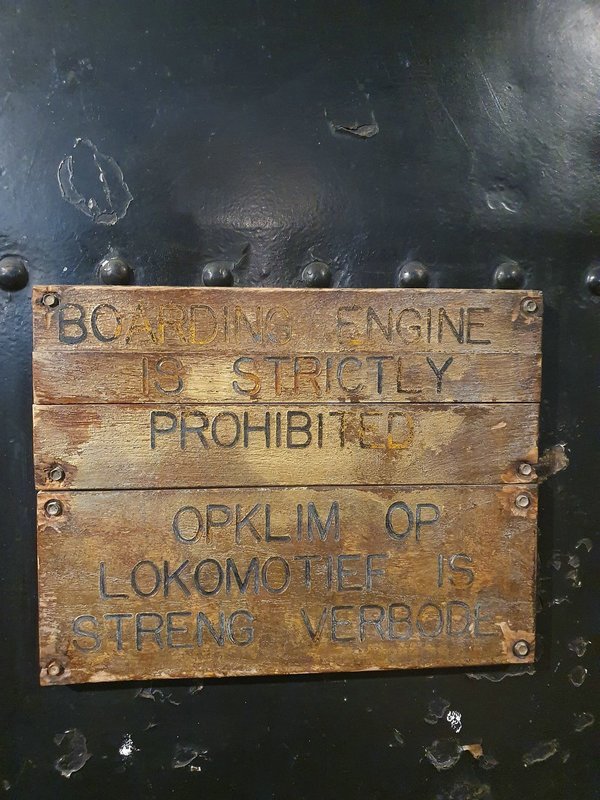 BOARDING ENGINE
IS STRICTLY
PROHIBITED
OPKLIM OP
LOKOMOTIEF IS
STRENG VERBODE